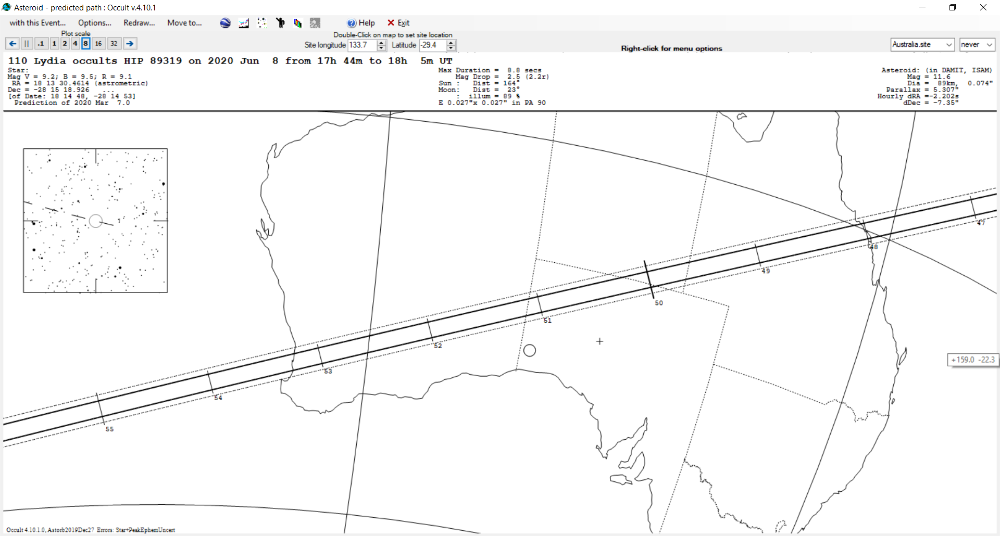 Asteroid - predicted path : Occult v.4.10.1
with this Event... Options... Redraw... Move to... Help Exit
Plot scale
Double-Click on map to set site location
.1 1 2 4 8 16 32 Site longitude 133.7 Latitude -29.4 Right-click for menu options Australia.site never
110 Lydia occults HIP 89319 on 2020 Jun 8 from 17h 44m to 18h 5m UT
Star: Max Duration = 8.8 secs Asteroid: (in DAMIT, ISAM)
Mag V = 9.2; B = 9.5; R = 9.1 Mag Drop = 2.5 (2.2r) Mag = 11.6
RA = 18 13 30.4614 (astrometric) Sun : Dist = 164° Dia = 89km, 0.074"
Dec = -28 15 18.926 ... Moon: Dist = 23° Parallax = 5.307"
[of Date: 18 14 48, -28 14 53] : illum = 89 % Hourly dRA =-2.202s
Prediction of 2020 Mar 7.0 E 0.027"x 0.027" in PA 90 dDec = -7.35"
47
48
49
50
51
52
+159.0 -22.3
53
54
55
Occult 4.10.1.0, Astorb2019Dec27 Errors: Star+PeakEphemUncert